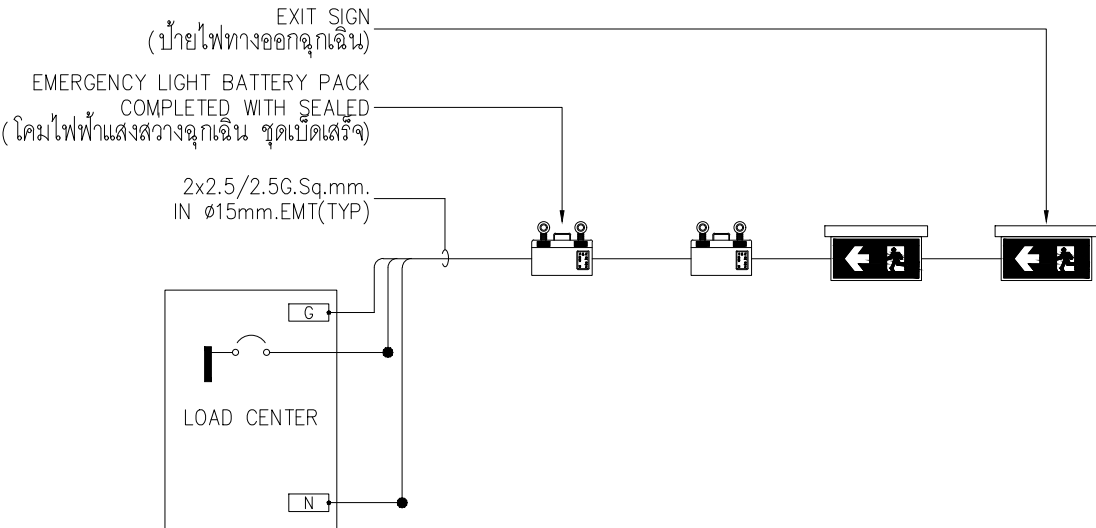 EXIT SIGN
(ป้ายไฟทางออกฉุกเฉิน)
EMERGENCY LIGHT BATTERY PACK
COMPLETED WITH SEALED
(โคมไฟฟ้าแสงสว่างฉุกเฉิน ชุดเบ็ดเสร็จ)
2x2.5/2.5G.Sq.mm.
IN ø15mm.EMT(TYP)
G
LOAD CENTER
N